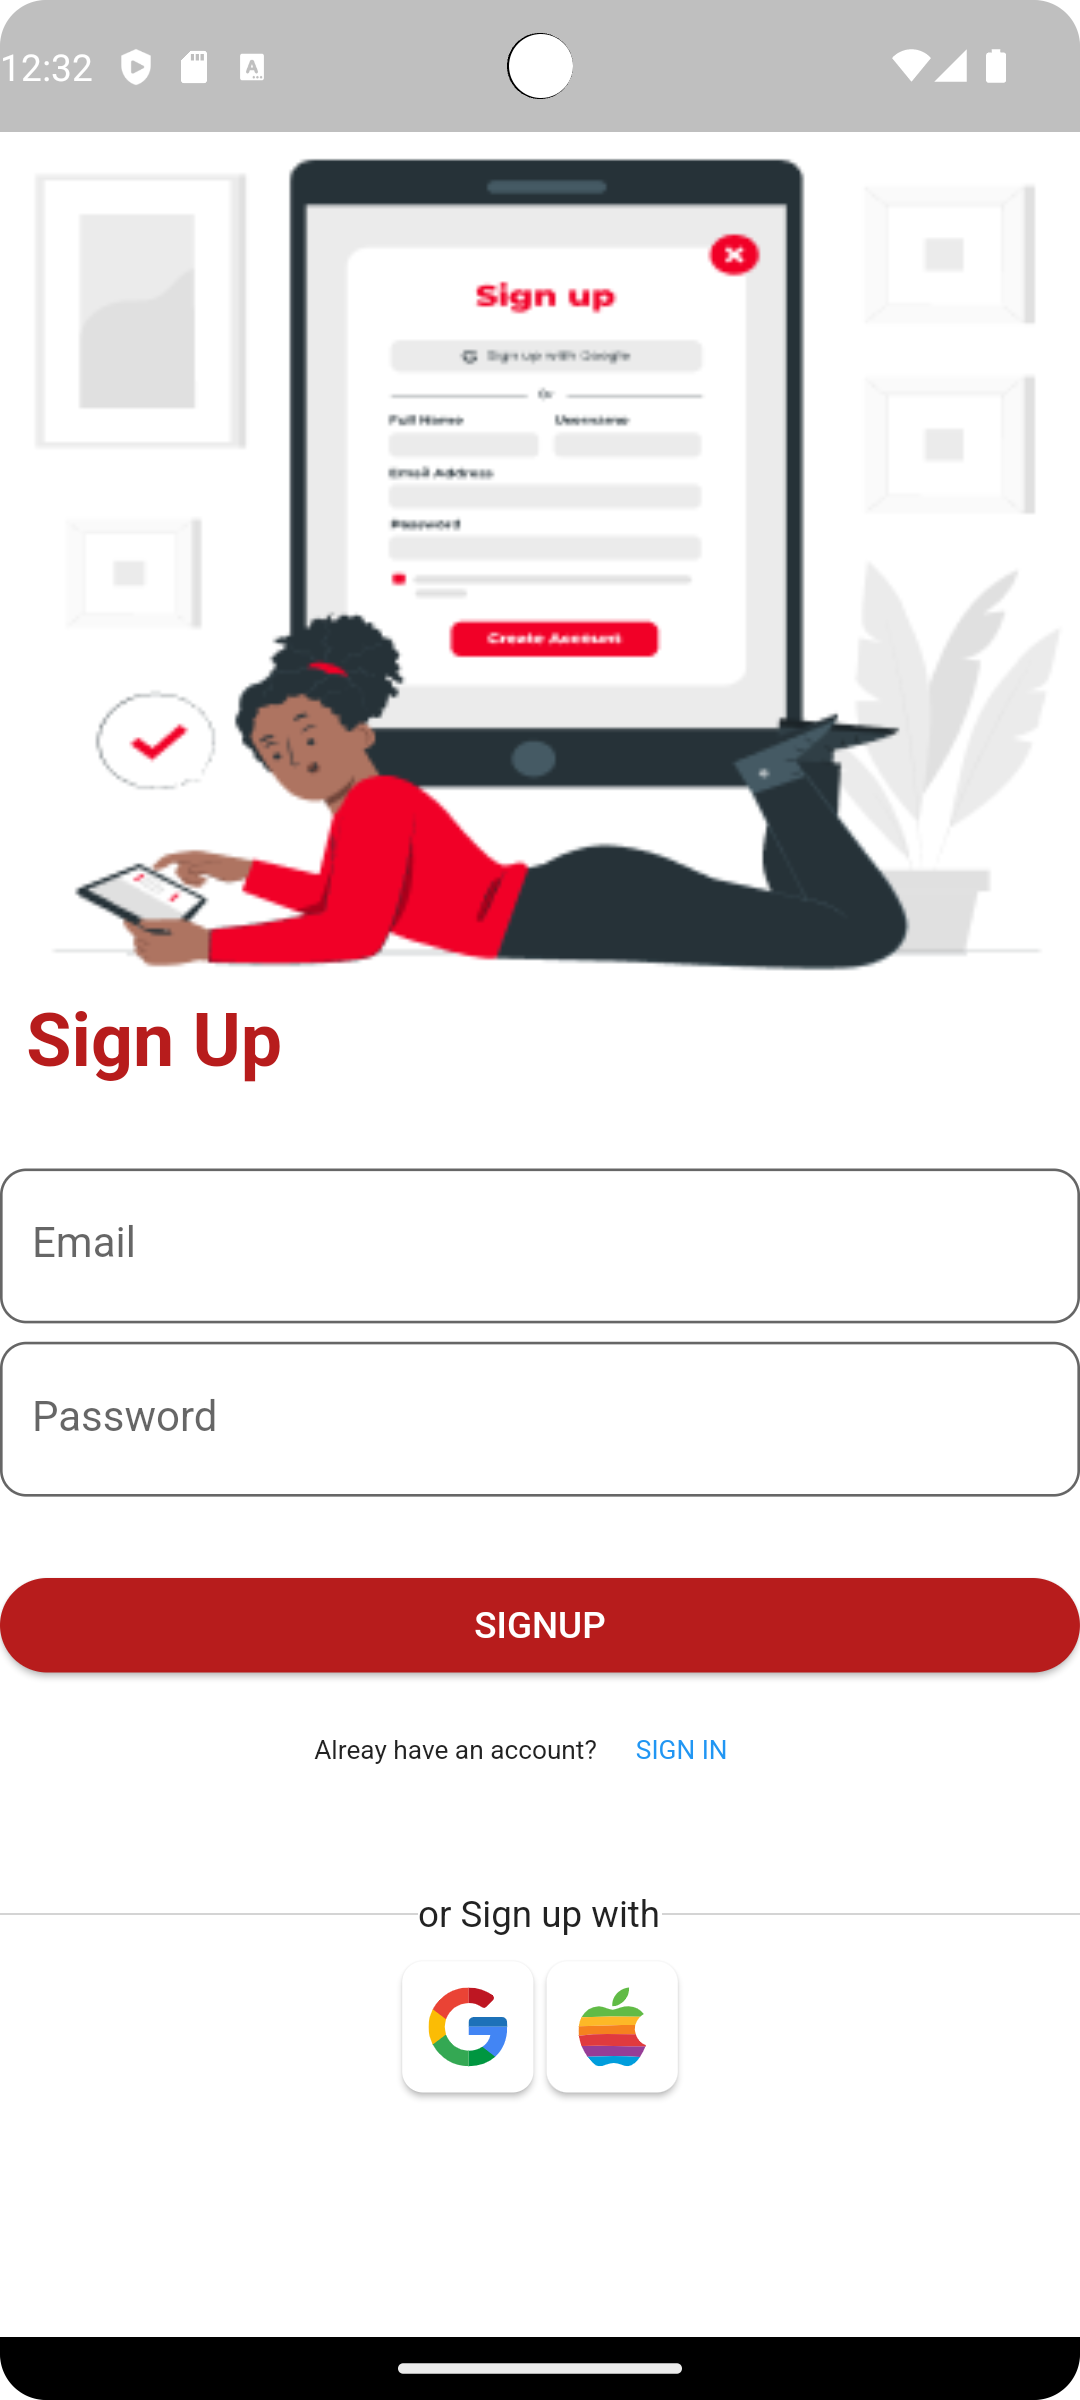 12:32
Sign up
Sign up with Google
Or
Full Name Username
Email Address
Password
Create Account
Sign Up
Email
Password
SIGNUP
Alreay have an account? SIGN IN
or Sign up with